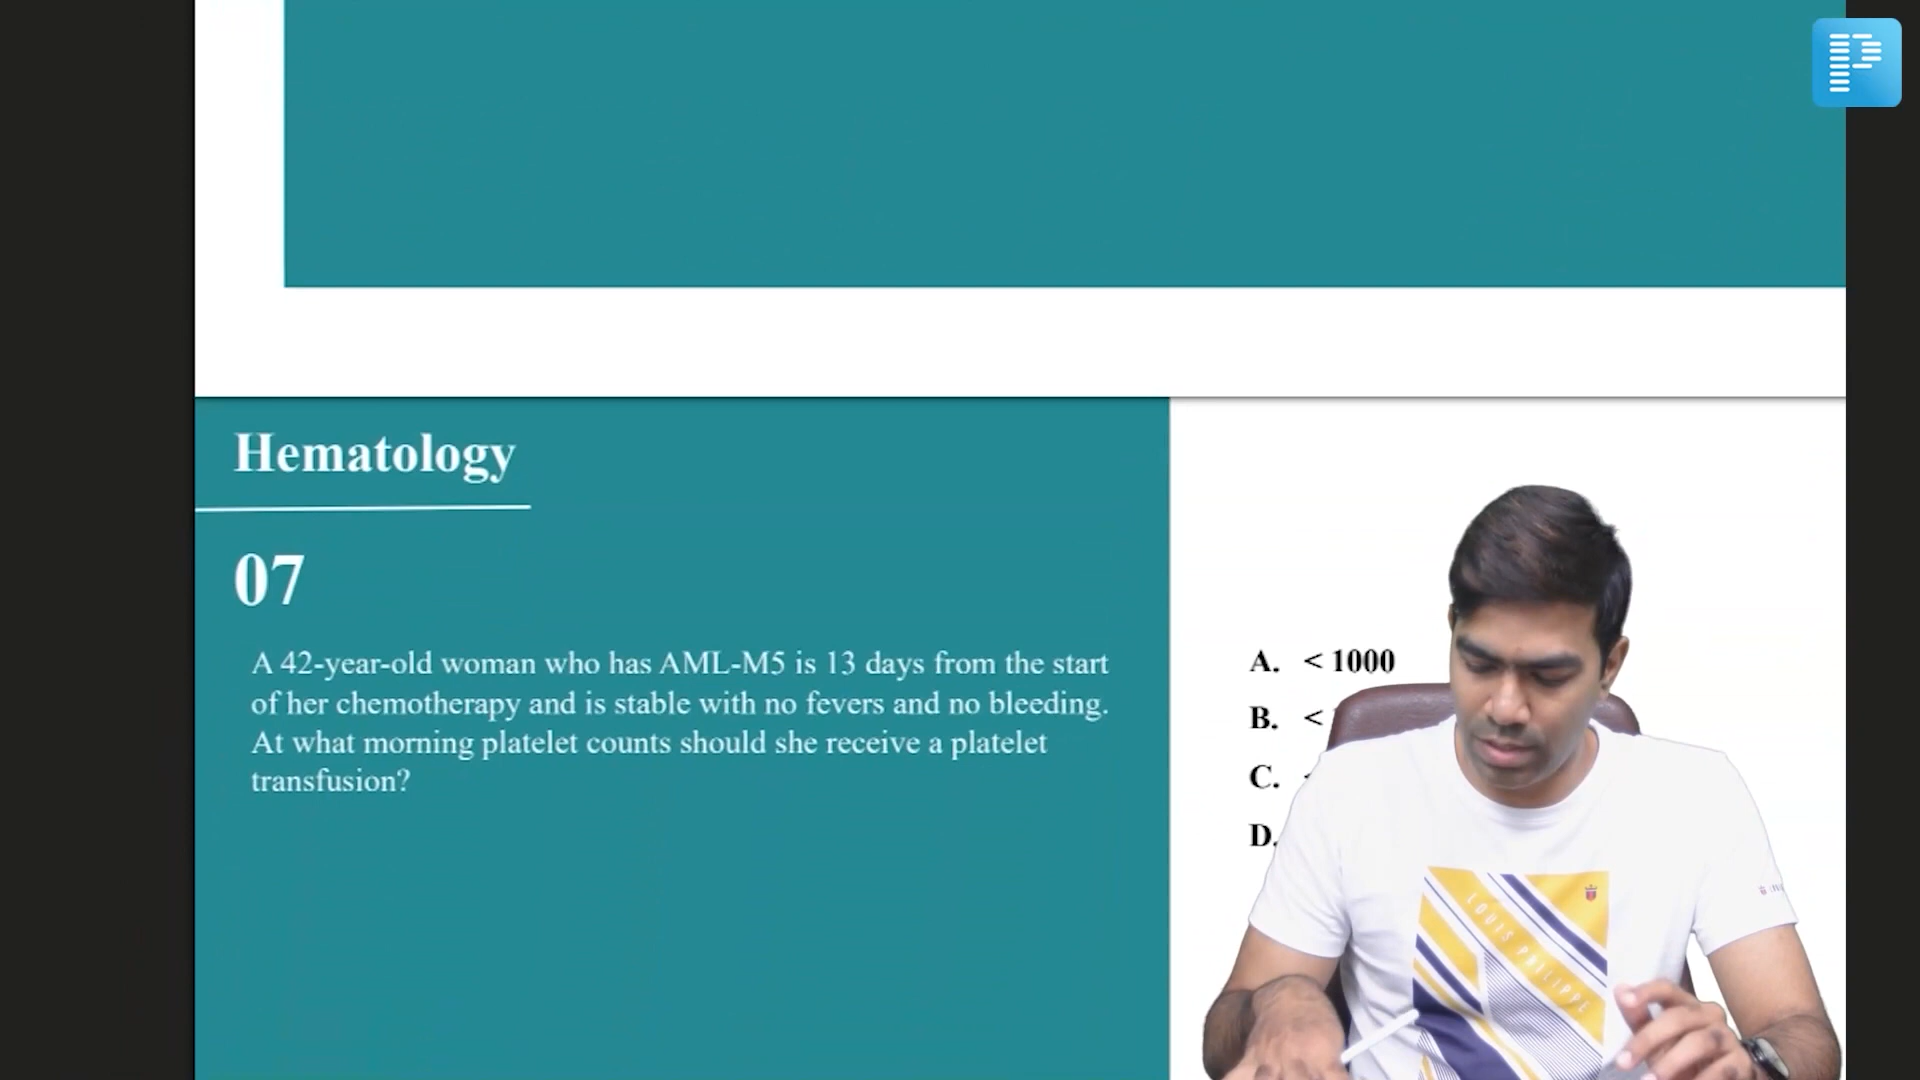 Hematology
07
A 42-year-old woman who has AML-M5 is 13 days from the start
of her chemotherapy and is stable with no fevers and no bleeding.
At what morning platelet counts should she receive a platelet
transfusion?
A. < 1000
B. <
C.
D.
LOUIS PHILIPPE